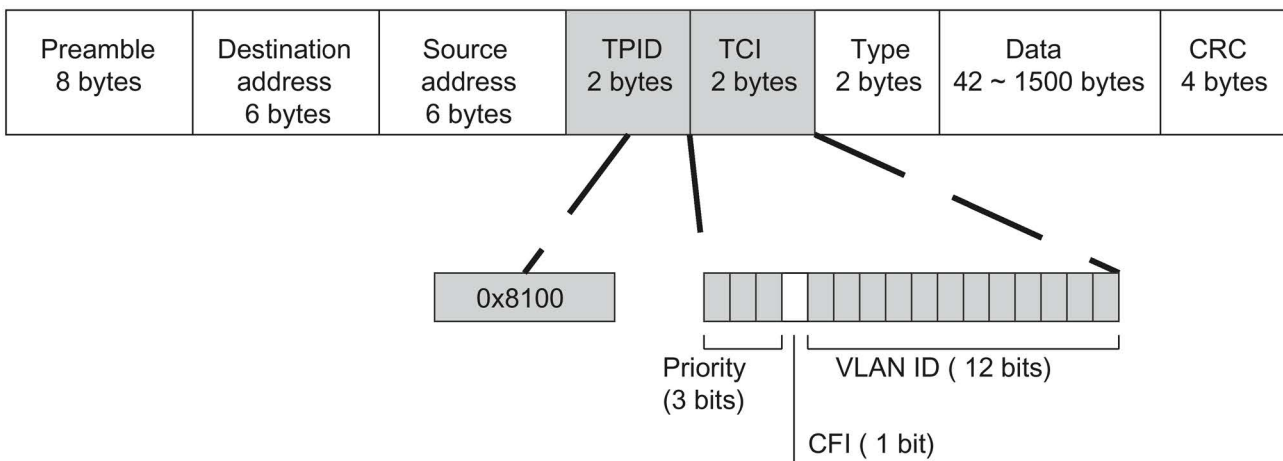 Preamble
8 bytes
Destination
address
6 bytes
Source
address
6 bytes
TPID
2 bytes
TCI
2 bytes
Type
2 bytes
Data
42 ~ 1500 bytes
CRC
4 bytes
0x8100
Priority
(3 bits)
VLAN ID ( 12 bits)
CFI ( 1 bit)